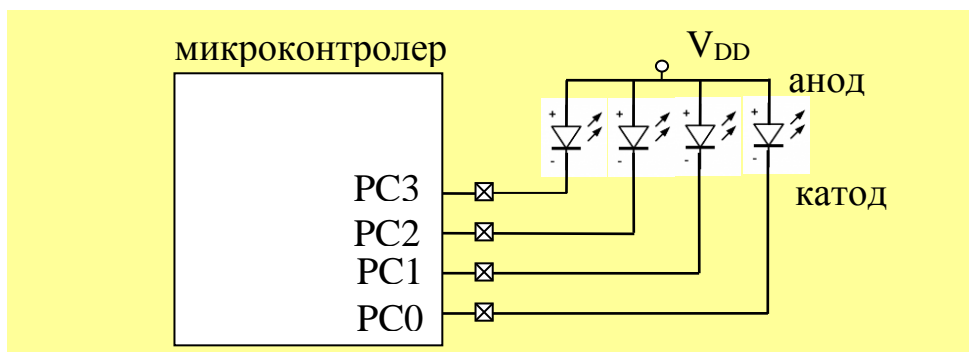 микроконтролер
VDD
анод
+ + + +
- - - -
PC3
катод
PC2
PC1
PC0